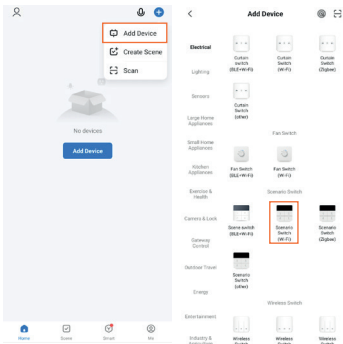 Add Device
Create Scene
Scan
No devices
Add Device
Home
Scene
Smart
Me
Add Device
Electrical
Lighting
Sensors
Large Home
Appliances
Small Home
Appliances
Kitchen
Appliances
Exercise &
Health
Camera & Lock
Gateway
Control
Outdoor Travel
Energy
Entertainment
Industry &
Curtain
Switch
(BLE+Wi-Fi)
Curtain
Switch
(Wi-Fi)
Curtain
Switch
(Zigbee)
Curtain
Switch
(other)
Fan Switch
Fan Switch
(BLE+Wi-Fi)
Fan Switch
(Wi-Fi)
Scenario Switch
Scene switch
(BLE+Wi-Fi)
Scenario
Switch
(Wi-Fi)
Scenario
Switch
(Zigbee)
Scenario
Switch
(other)
Wireless Switch
Wireless
Switch
Wireless
Switch
Wireless
Switch